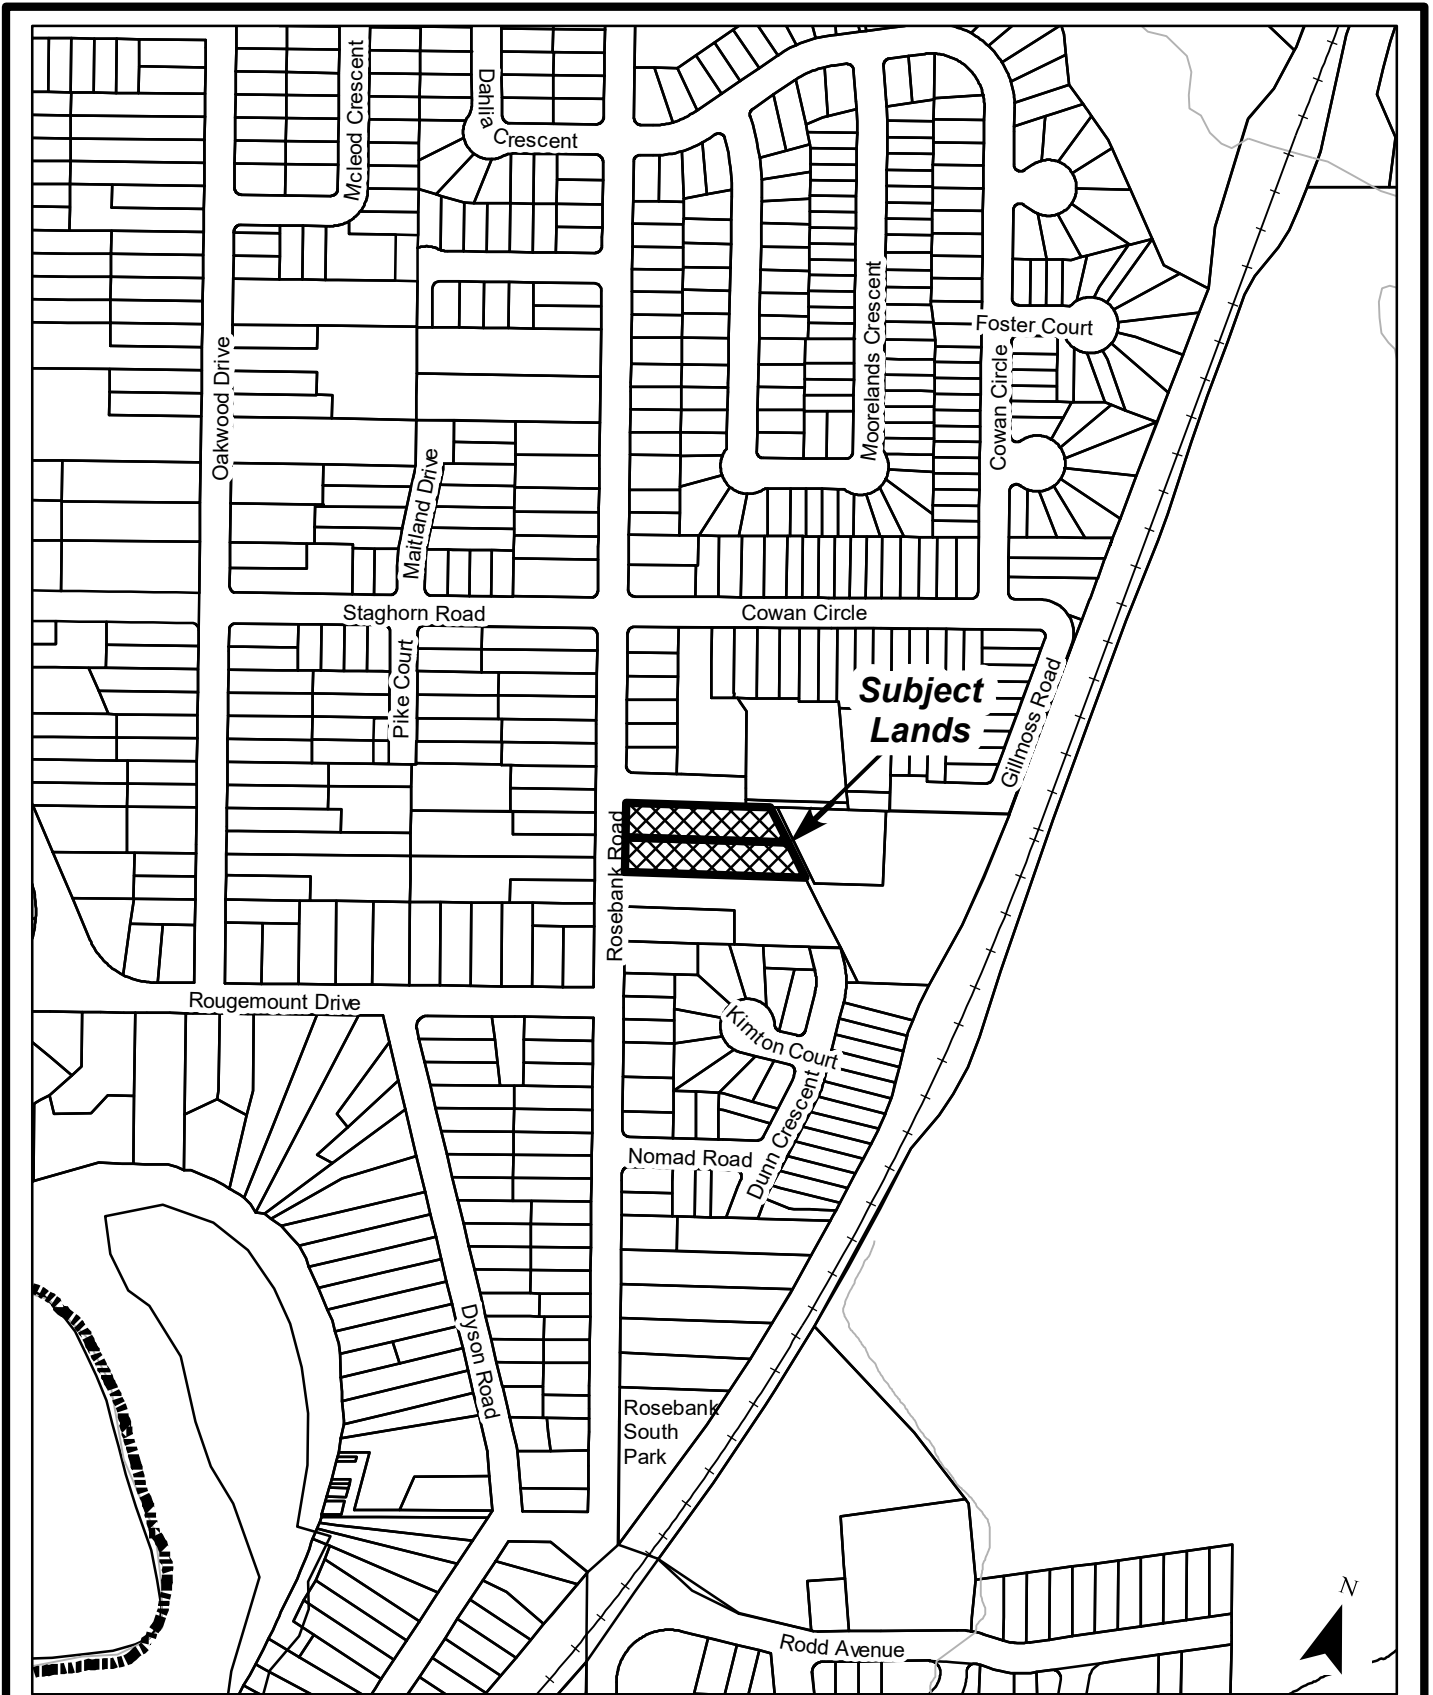 Mcleod Crescent
Dahlia
Crescent
Oakwood Drive
Moorelands Crescent
Foster Court
Cowan Circle
Maitland Drive
Staghorn Road
Cowan Circle
Pike Court
Subject
Lands
Gillmoss Road
Rosebank Road
Rougemount Drive
Kimton Court
Dunn Crescent
Nomad Road
Dyson Road
Rosebank
South
Park
Rodd Avenue
N